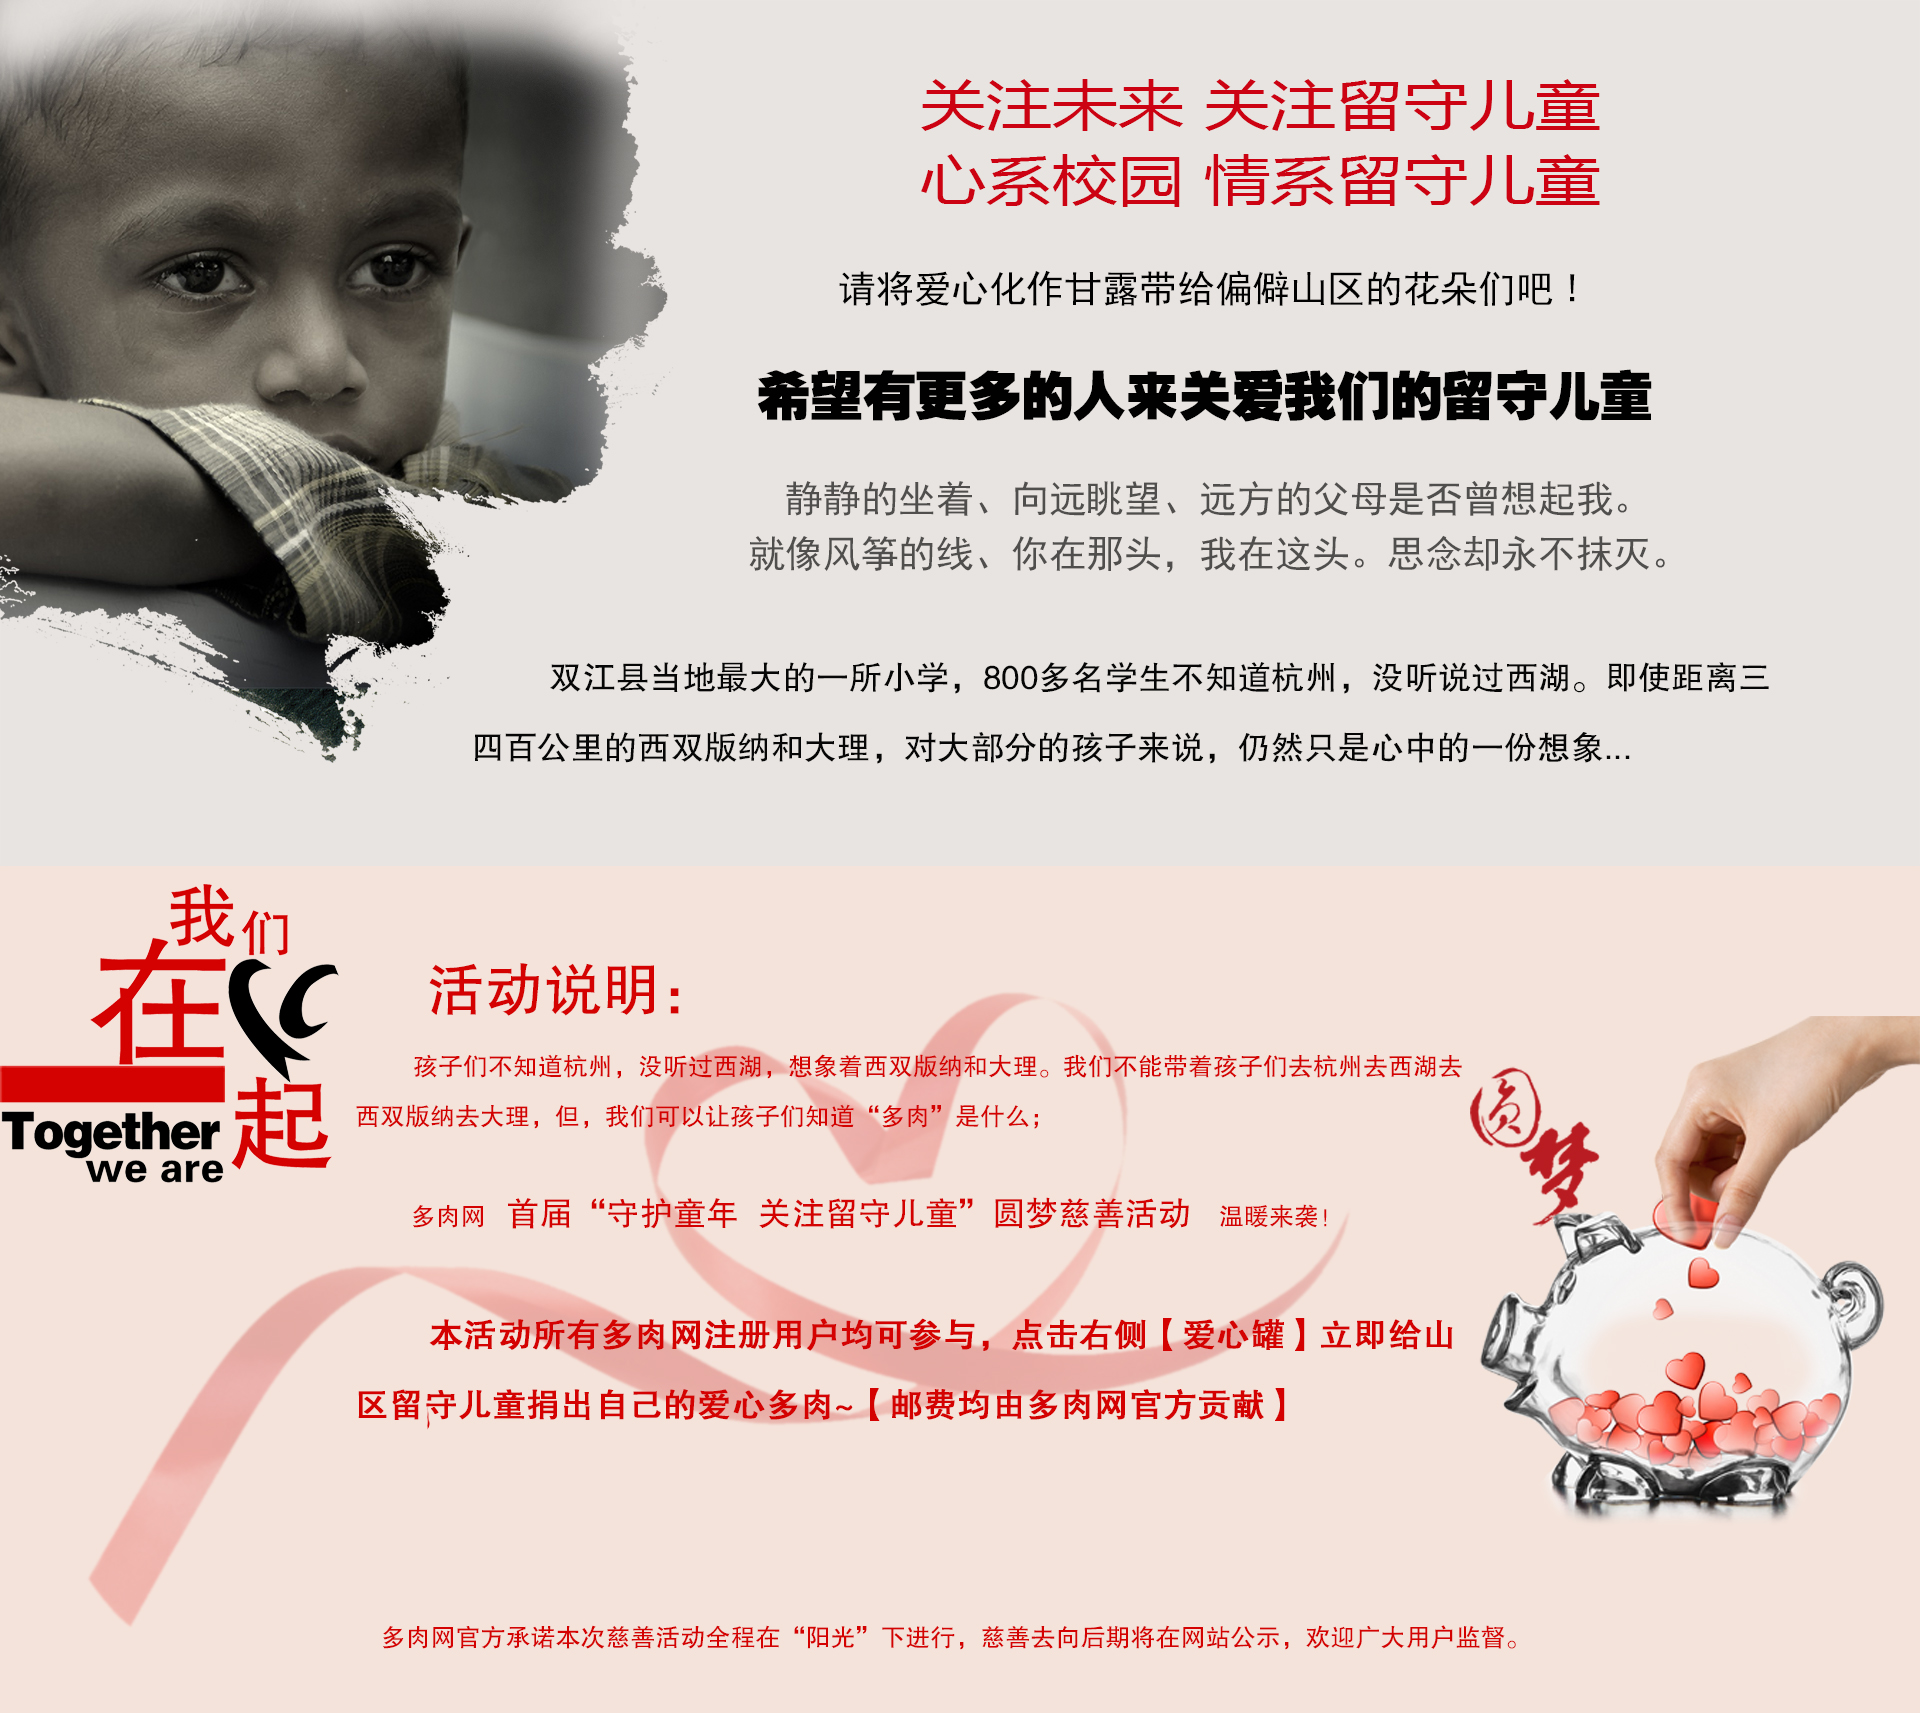 关注未来 关注留守儿童
心系校园 情系留守儿童
请将爱心化作甘露带给偏僻山区的花朵们吧！
希望有更多的人来关爱我们的留守儿童
静静的坐着、向远眺望、远方的父母是否曾想起我。
就像风筝的线、你在那头，我在这头。思念却永不抹灭。
双江县当地最大的一所小学，800多名学生不知道杭州，没听说过西湖。即使距离三
四百公里的西双版纳和大理，对大部分的孩子来说，仍然只是心中的一份想象...
我们
在一起
Together
we are
活动说明：
孩子们不知道杭州，没听过西湖，想象着西双版纳和大理。我们不能带着孩子们去杭州去西湖去
西双版纳去大理，但，我们可以让孩子们知道“多肉”是什么；
圆梦
多肉网 首届“守护童年 关注留守儿童”圆梦慈善活动 温暖来袭！
本活动所有多肉网注册用户均可参与，点击右侧【爱心罐】立即给山
区留守儿童捐出自己的爱心多肉~【邮费均由多肉网官方贡献】
多肉网官方承诺本次慈善活动全程在“阳光”下进行，慈善去向后期将在网站公示，欢迎广大用户监督。